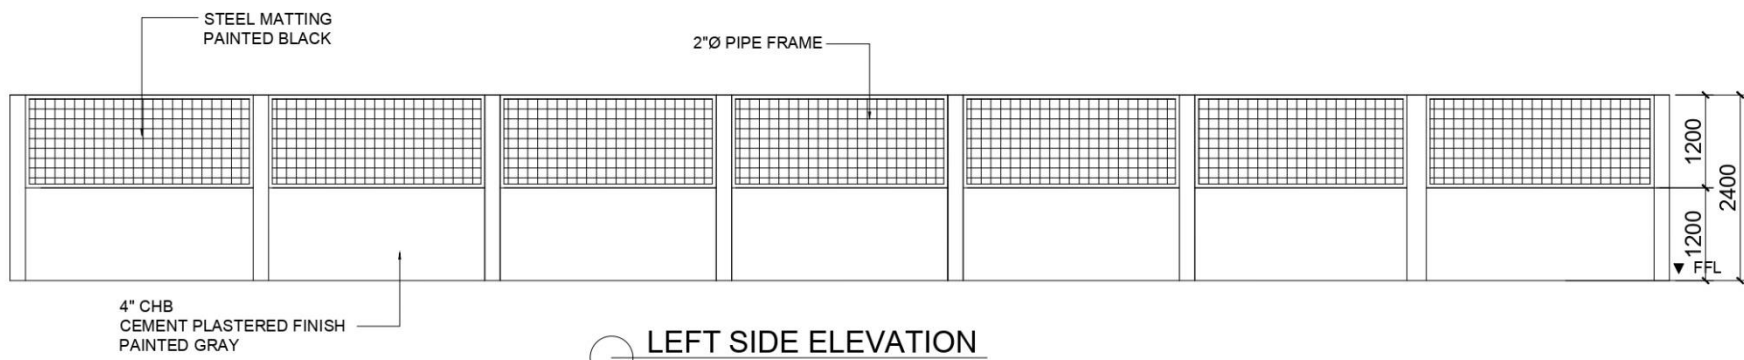 STEEL MATTING
PAINTED BLACK
2"Ø PIPE FRAME
1200
2400
1200
FFL
4" CHB
CEMENT PLASTERED FINISH
PAINTED GRAY
LEFT SIDE ELEVATION